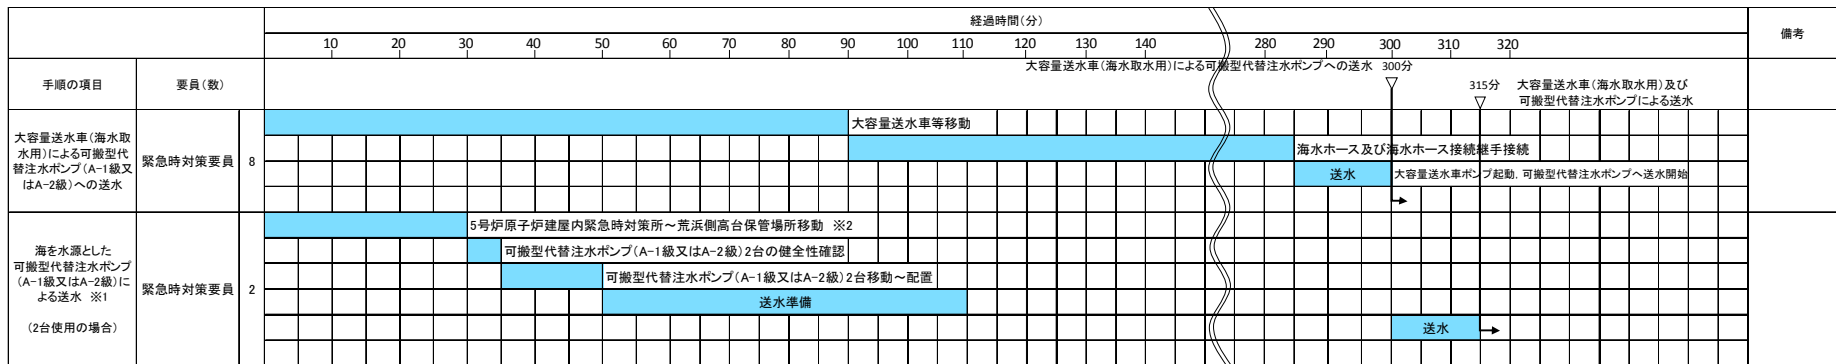 経過時間(分)
備考
10 20 30 40 50 60 70 80 90 100 110 120 130 140 280 290 300 310 320
手順の項目
要員(数)
大容量送水車(海水取水用)による可搬型代替注水ポンプへの送水 300分
315分
大容量送水車(海水取水用)及び
可搬型代替注水ポンプによる送水
大容量送水車(海水取
水用)による可搬型代
替注水ポンプ(A-1級又
はA-2級)への送水
緊急時対策要員
8
大容量送水車等移動
海水ホース及び海水ホース接続継手接続
送水
大容量送水車ポンプ起動,可搬型代替注水ポンプへ送水開始
海を水源とした
可搬型代替注水ポンプ
(A-1級又はA-2級)に
よる送水 ※1
(2台使用の場合)
緊急時対策要員
2
5号炉原子炉建屋内緊急時対策所~荒浜側高台保管場所移動 ※2
可搬型代替注水ポンプ(A-1級又はA-2級)2台の健全性確認
可搬型代替注水ポンプ(A-1級又はA-2級)2台移動~配置
送水準備
送水